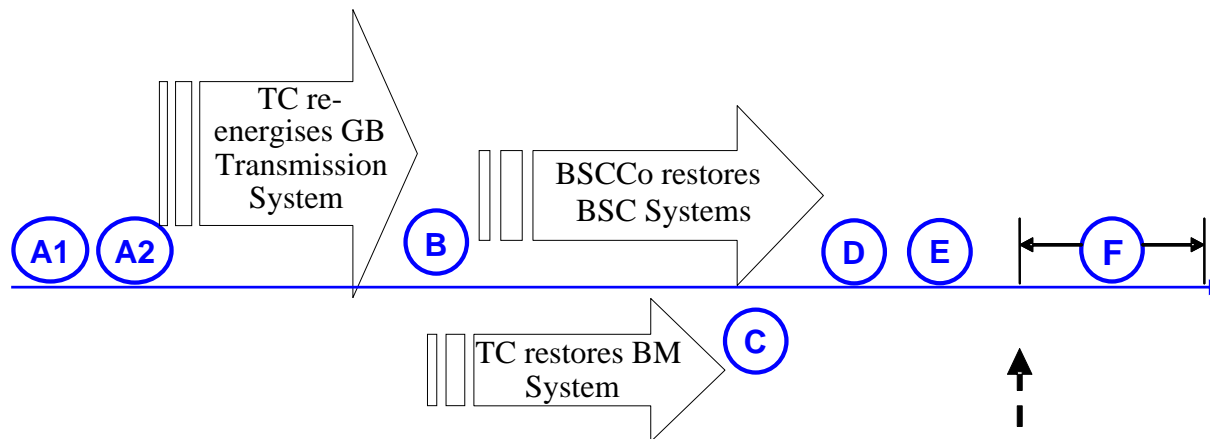 TC re-
energises GB
Transmission
System
BSCCo restores
BSC Systems
A1
A2
B
D
E
F
TC restores BM
System
C